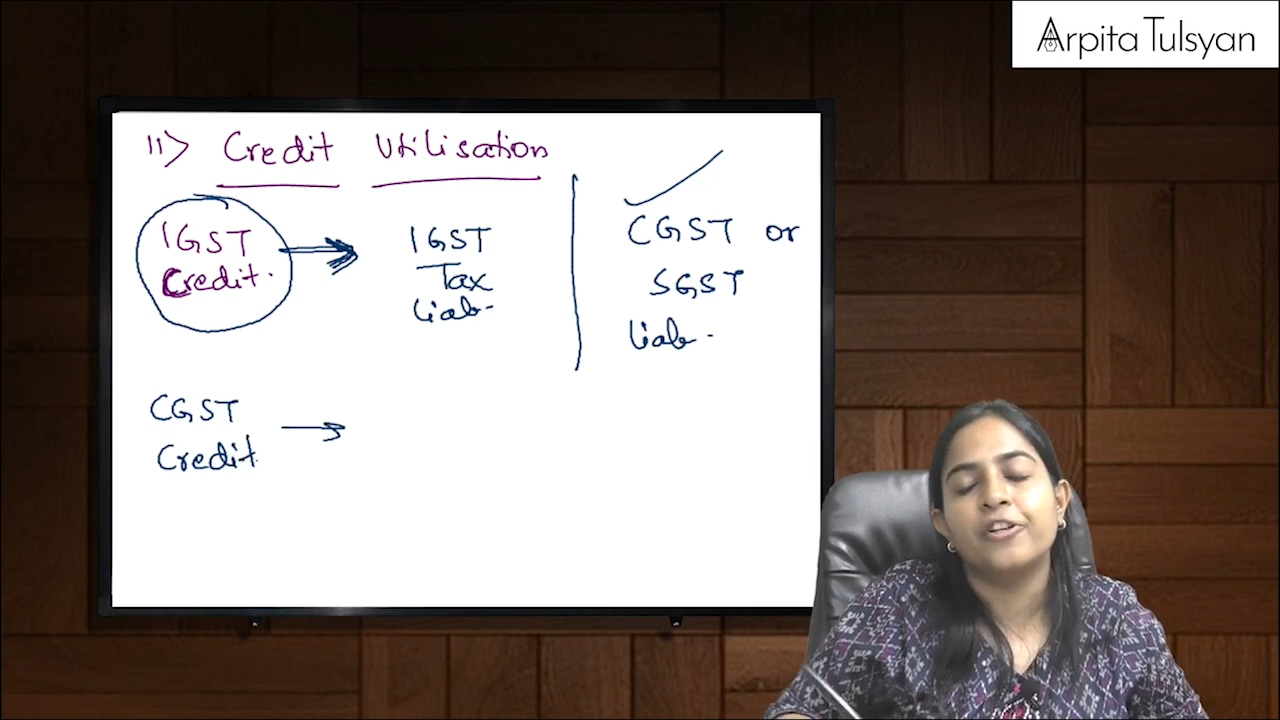 Arpita Tulsyan
11> Credit Utilisation
IGST
Credit.
IGST
Tax
Liab-
CGST or
SGST
Liab-
CGST
Credit